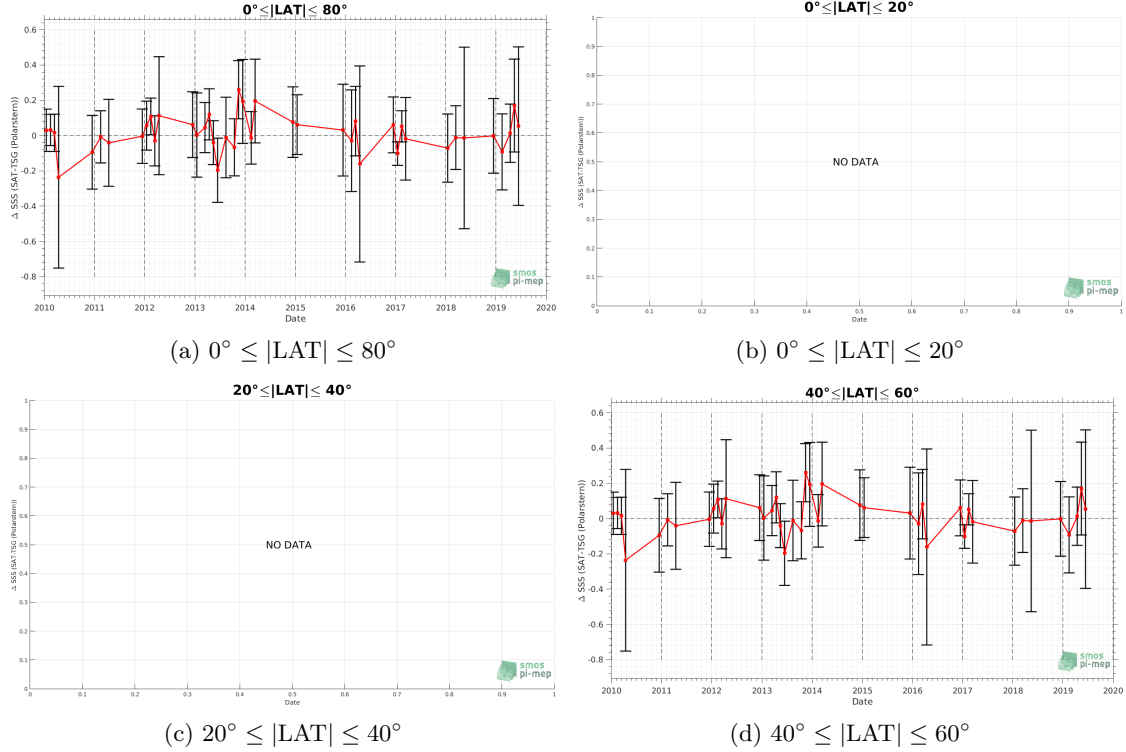 0°≤|LAT|≤ 80°
Δ SSS (SAT-TSG (Polarstern))
0.6
0.4
0.2
0
-0.2
-0.4
-0.6
-0.8
2010 2011 2012 2013 2014 2015 2016 2017 2018 2019 2020
Date
smos
pi-mep
(a) 0° ≤ |LAT| ≤ 80°
0°≤|LAT|≤ 20°
Δ SSS (SAT-TSG (Polarstern))
1
0.9
0.8
0.7
0.6
0.5
0.4
0.3
0.2
0.1
0
NO DATA
0 0.1 0.2 0.3 0.4 0.5 0.6 0.7 0.8 0.9 1
Date
smos
pi-mep
(b) 0° ≤ |LAT| ≤ 20°
20°≤|LAT|≤ 40°
Δ SSS (SAT-TSG (Polarstern))
1
0.9
0.8
0.7
0.6
0.5
0.4
0.3
0.2
0.1
0
NO DATA
0 0.1 0.2 0.3 0.4 0.5 0.6 0.7 0.8 0.9 1
Date
smos
pi-mep
(c) 20° ≤ |LAT| ≤ 40°
40°≤|LAT|≤ 60°
Δ SSS (SAT-TSG (Polarstern))
0.6
0.4
0.2
0
-0.2
-0.4
-0.6
-0.8
2010 2011 2012 2013 2014 2015 2016 2017 2018 2019 2020
Date
smos
pi-mep
(d) 40° ≤ |LAT| ≤ 60°